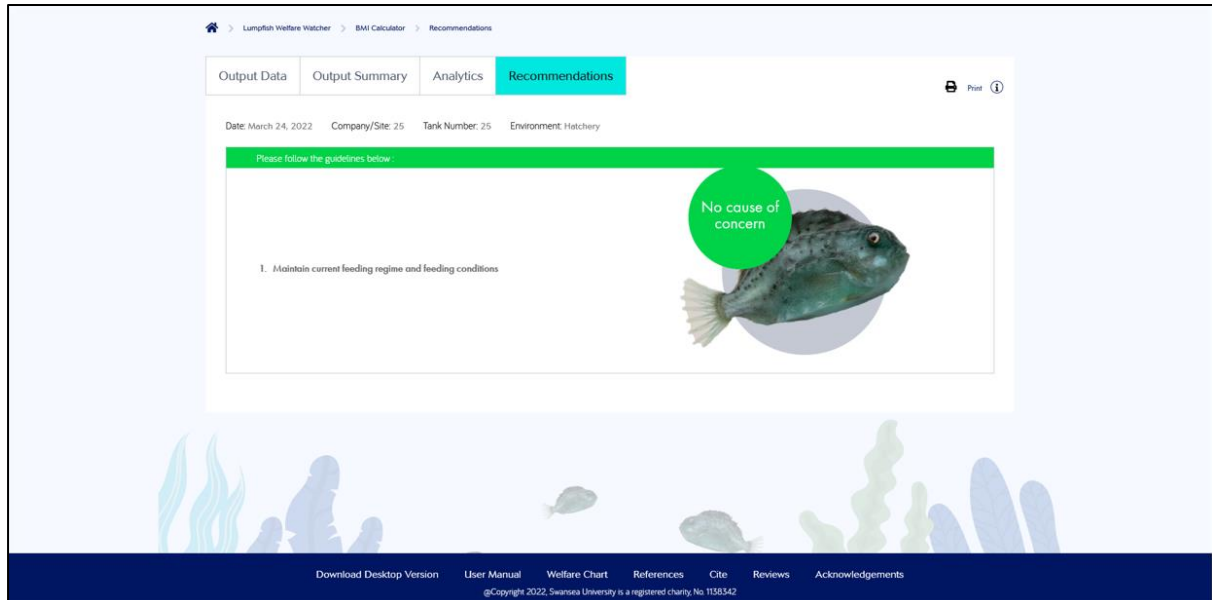 Lumpfish Welfare Watcher > BMI Calculator > Recommendations
Output Data Output Summary Analytics Recommendations
Print
Date: March 24, 2022 Company/Site: 25 Tank Number: 25 Environment: Hatchery
Please follow the guidelines below :
No cause of
concern
1. Maintain current feeding regime and feeding conditions
Download Desktop Version User Manual Welfare Chart References Cite Reviews Acknowledgements
@Copyright 2022, Swansea University is a registered charity, No. 1138342